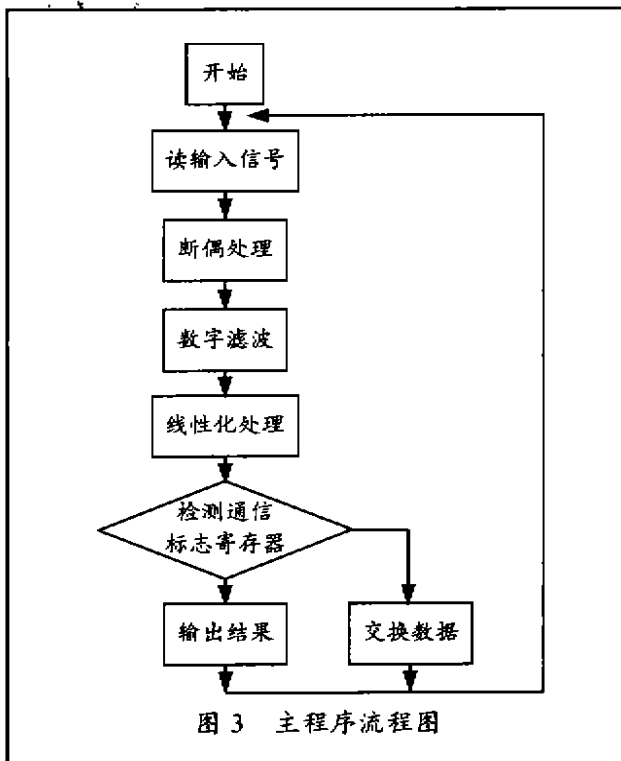 开始
读输入信号
断偶处理
数字滤波
线性化处理
检测通信
标志寄存器
输出结果
交换数据
图 3 主程序流程图